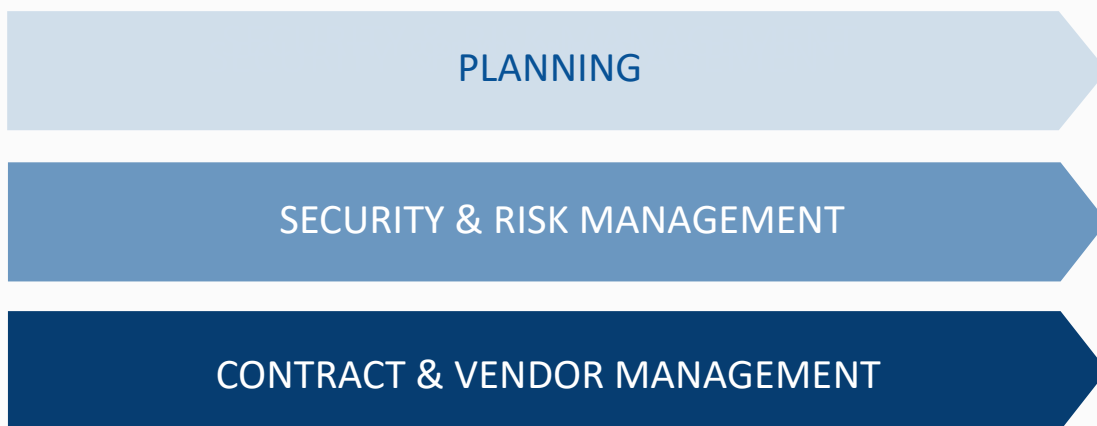 PLANNING
SECURITY & RISK MANAGEMENT
CONTRACT & VENDOR MANAGEMENT